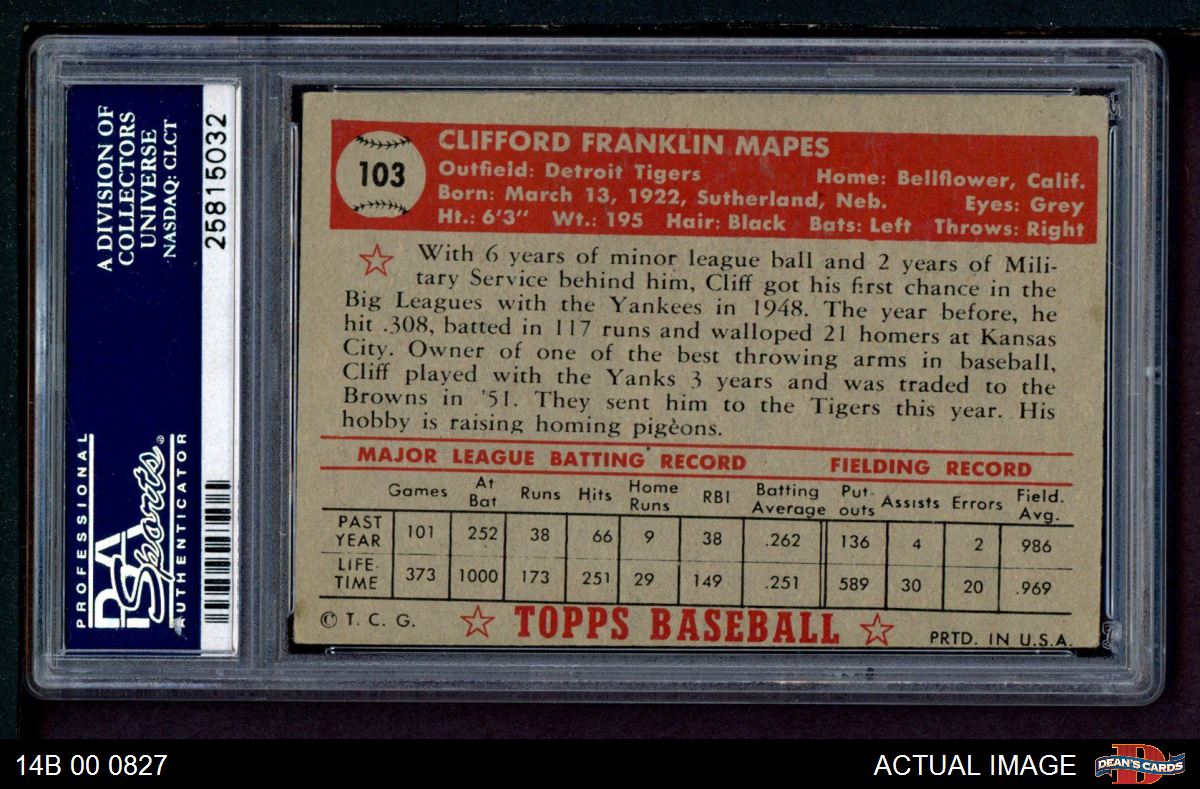 A DIVISION OF
COLLECTORS
UNIVERSE
NASDAQ: CLCT
25815032
PROFESSIONAL
PSA
Sports
AUTHENTICATOR
103
CLIFFORD FRANKLIN MAPES
Outfield: Detroit Tigers Home: Bellflower, Calif.
Born: March 13, 1922, Sutherland, Neb. Eyes: Grey
Ht.: 6'3" Wt.: 195 Hair: Black Bats: Left Throws: Right
With 6 years of minor league ball and 2 years of Mili-
tary Service behind him, Cliff got his first chance in the
Big Leagues with the Yankees in 1948. The year before, he
hit .308, batted in 117 runs and walloped 21 homers at Kansas
City. Owner of one of the best throwing arms in baseball,
Cliff played with the Yanks 3 years and was traded to the
Browns in '51. They sent him to the Tigers this year. His
hobby is raising homing pigeons.
MAJOR LEAGUE BATTING RECORD FIELDING RECORD
Games At Bat Runs Hits Home Runs RBI Batting Average Put-outs Assists Errors Field. Avg.
PAST YEAR 101 252 38 66 9 38 .262 136 4 2 .986
LIFE-TIME 373 1000 173 251 29 149 .251 589 30 20 .969
© T. C. G. TOPPS BASEBALL PRTD. IN U.S.A.
14B 00 0827 ACTUAL IMAGE DEAN'S CARDS